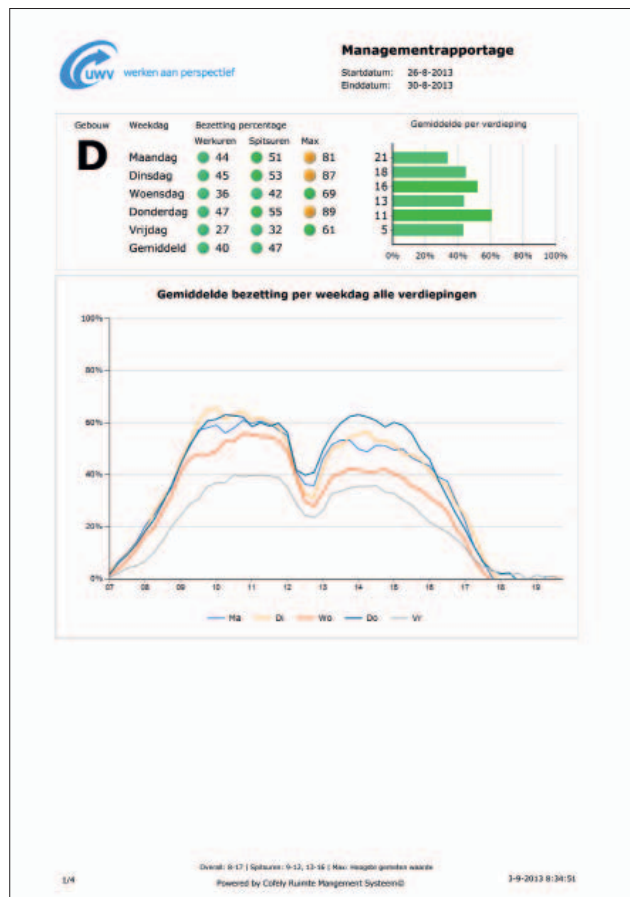 UWV werken aan perspectief
Managementrapportage
Startdatum: 26-8-2013
Einddatum: 30-8-2013
Gebouw Weekdag Bezetting percentage
Werkuren Spitsuren Max
D
Maandag 44 51 81
Dinsdag 45 53 87
Woensdag 36 42 69
Donderdag 47 55 89
Vrijdag 27 32 61
Gemiddeld 40 47
Gemiddelde per verdieping
21
18
16
13
11
5
0% 20% 40% 60% 80% 100%
Gemiddelde bezetting per weekdag alle verdiepingen
100%
80%
60%
40%
20%
0%
07 08 09 10 11 12 13 14 15 16 17 18 19
Ma Di Wo Do Vr
Overall: 8-17 | Spitsuren: 9-12, 13-16 | Max: Hoogste gemeten waarde
1/4
Powered by Cofely Ruimte Mangement Systeem©
3-9-2013 8:34:51